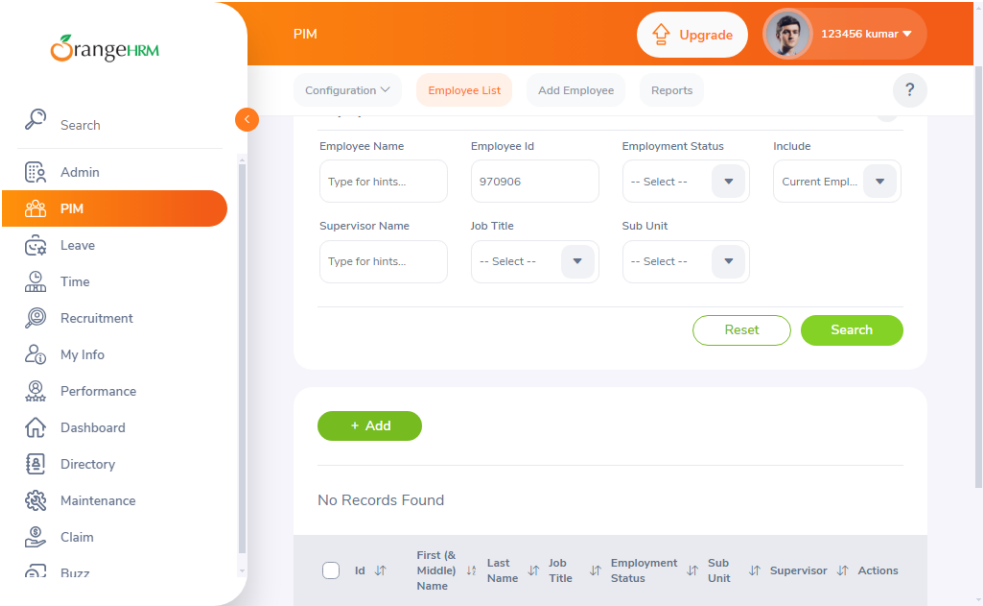 OrangeHRM
PIM
Upgrade
123456 kumar
Configuration
Employee List
Add Employee
Reports
?
Search
Admin
PIM
Leave
Time
Recruitment
My Info
Performance
Dashboard
Directory
Maintenance
Claim
Buzz
Employee Name
Employee Id
Employment Status
Include
Type for hints...
970906
-- Select --
Current Empl...
Supervisor Name
Job Title
Sub Unit
Type for hints...
-- Select --
-- Select --
Reset
Search
+ Add
No Records Found
Id
First (&
Middle)
Name
Last
Name
Job
Title
Employment
Status
Sub
Unit
Supervisor
Actions